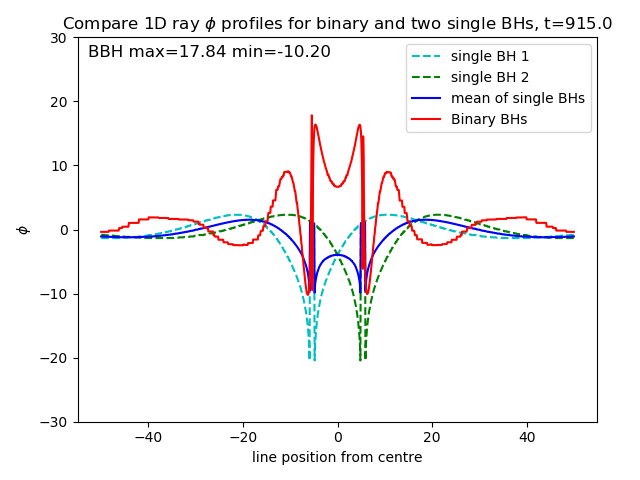 Compare 1D ray ϕ profiles for binary and two single BHs, t=915.0
BBH max=17.84 min=-10.20
single BH 1
single BH 2
mean of single BHs
Binary BHs
30
20
10
0
−10
−20
−30
ϕ
−40
−20
0
20
40
line position from centre